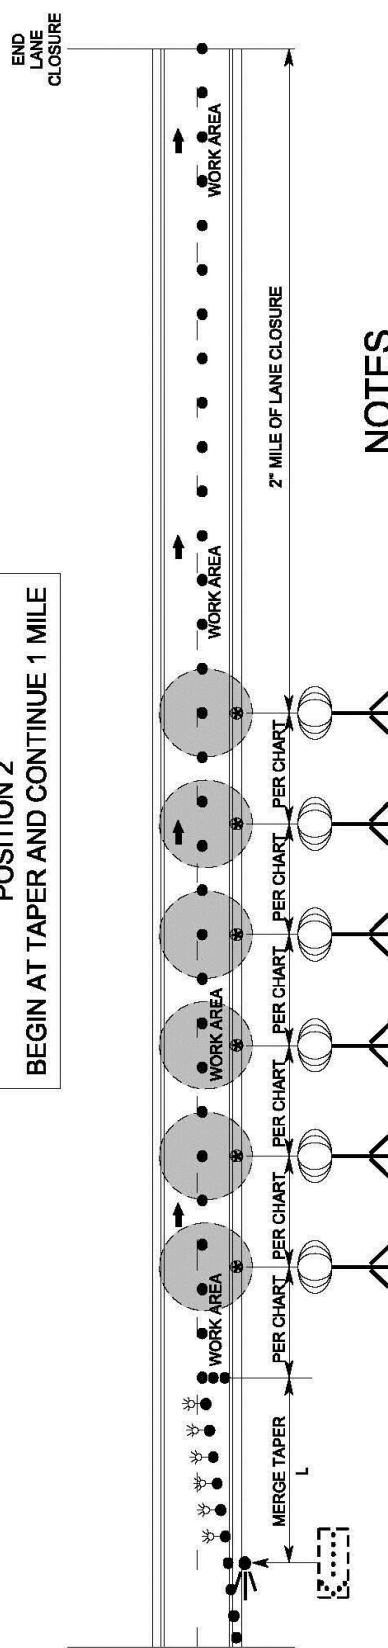 POSITION 2
BEGIN AT TAPER AND CONTINUE 1 MILE
END
LANE
CLOSURE
WORK AREA
WORK AREA
WORK AREA
WORK AREA
MERGE TAPER
L
PER CHART
PER CHART
PER CHART
PER CHART
PER CHART
PER CHART
2" MILE OF LANE CLOSURE
NOTES